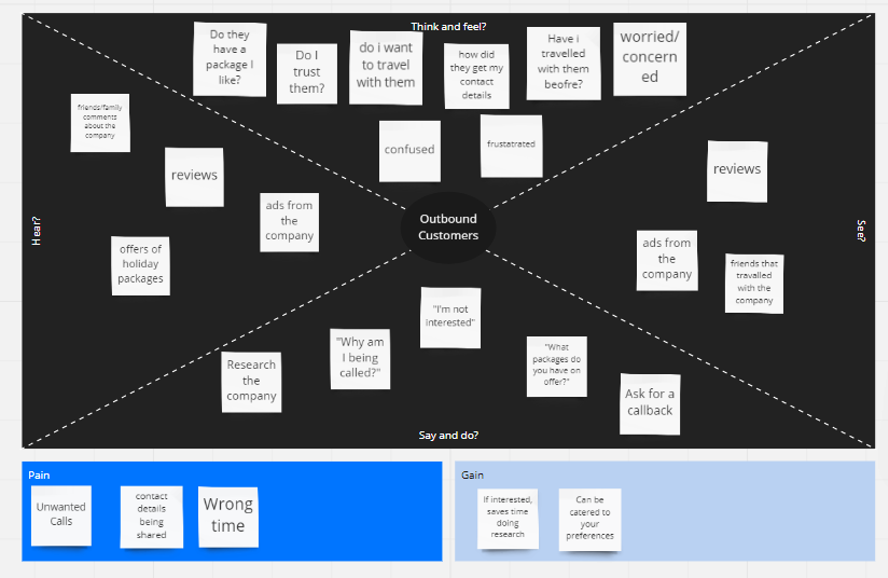 Think and feel?
Do they
have a
package I
like?
Do I
trust
them?
do i want
to travel
with them
how did
they get my
contact
details
Have i
travelled
with them
beofre?
worried/
concern
ed
confused
frustatrated
Hear?
friends/family
comments
about the
company
reviews
ads from
the
company
offers of
holiday
packages
Outbound
Customers
See?
reviews
ads from
the
company
friends that
travalled
with the
company
"I'm not
interested"
"Why am
I being
called?"
Research
the
company
"What
packages do
you have on
offer?"
Ask for a
callback
Say and do?
Pain
Unwanted
Calls
contact
details
being
shared
Wrong
time
Gain
If interested,
saves time
doing
research
Can be
catered to
your
preferences